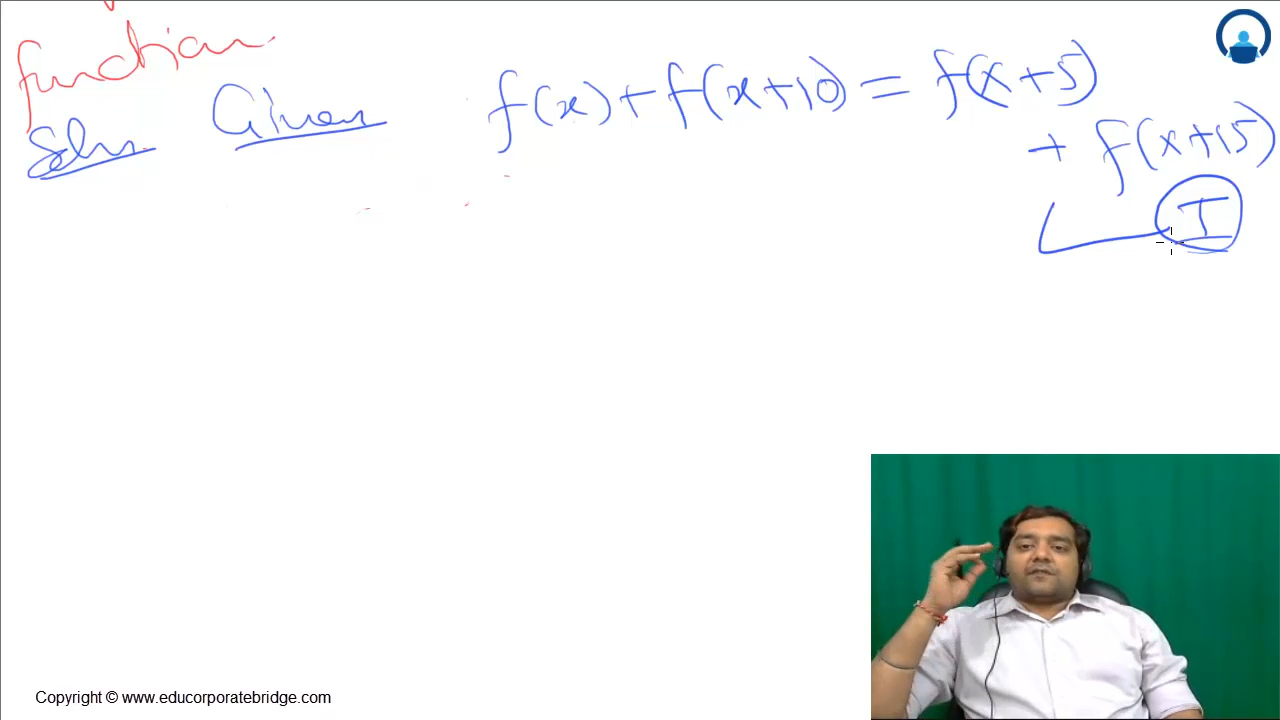 function.
Soln. Given f(x) + f(x+10) = f(x+5)
+ f(x+15)
I
Copyright © www.educorporatebridge.com